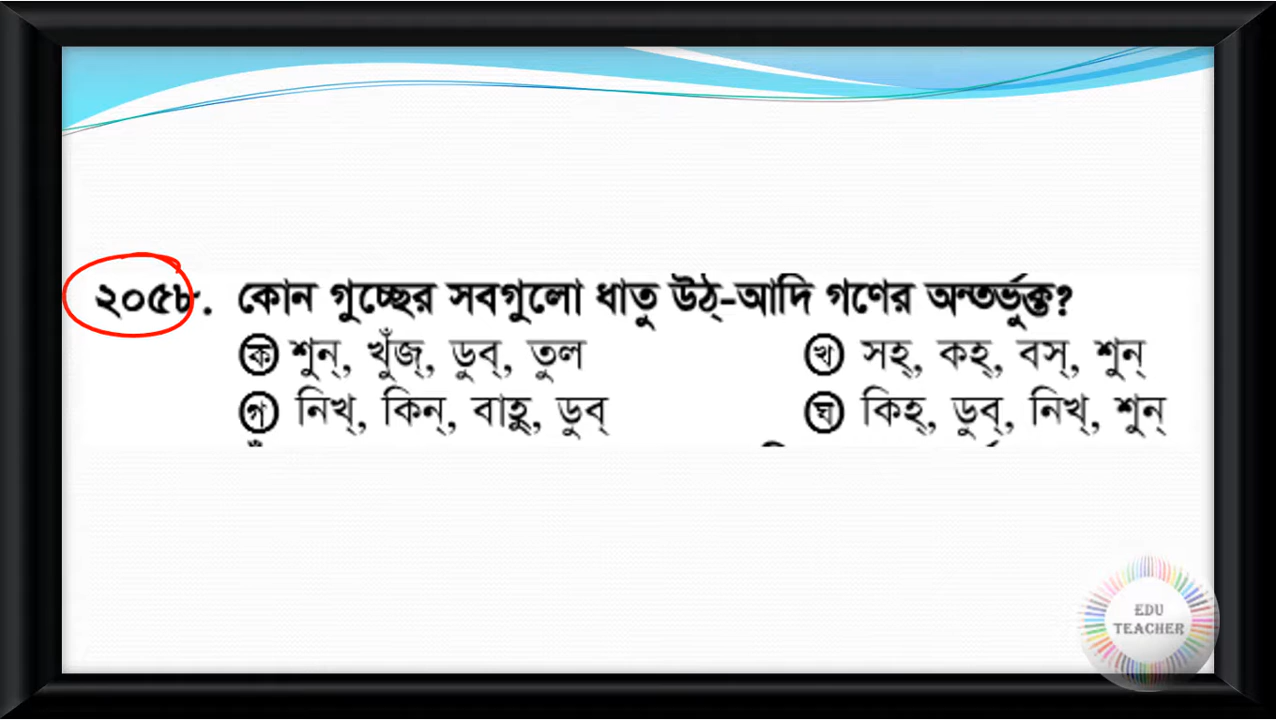 ২০৫৮. কোন গুচ্ছের সবগুলো ধাতু উঠ্-আদি গণের অন্তর্ভুক্ত?
ক শুন্, খুঁজ্, ডুব্, তুল খ সহ্, কহ্, বস্, শুন্
গ নিখ্, কিন্, বাহু, ডুব্ ঘ কিহ্, ডুব্, নিখ্, শুন্
EDU
TEACHER